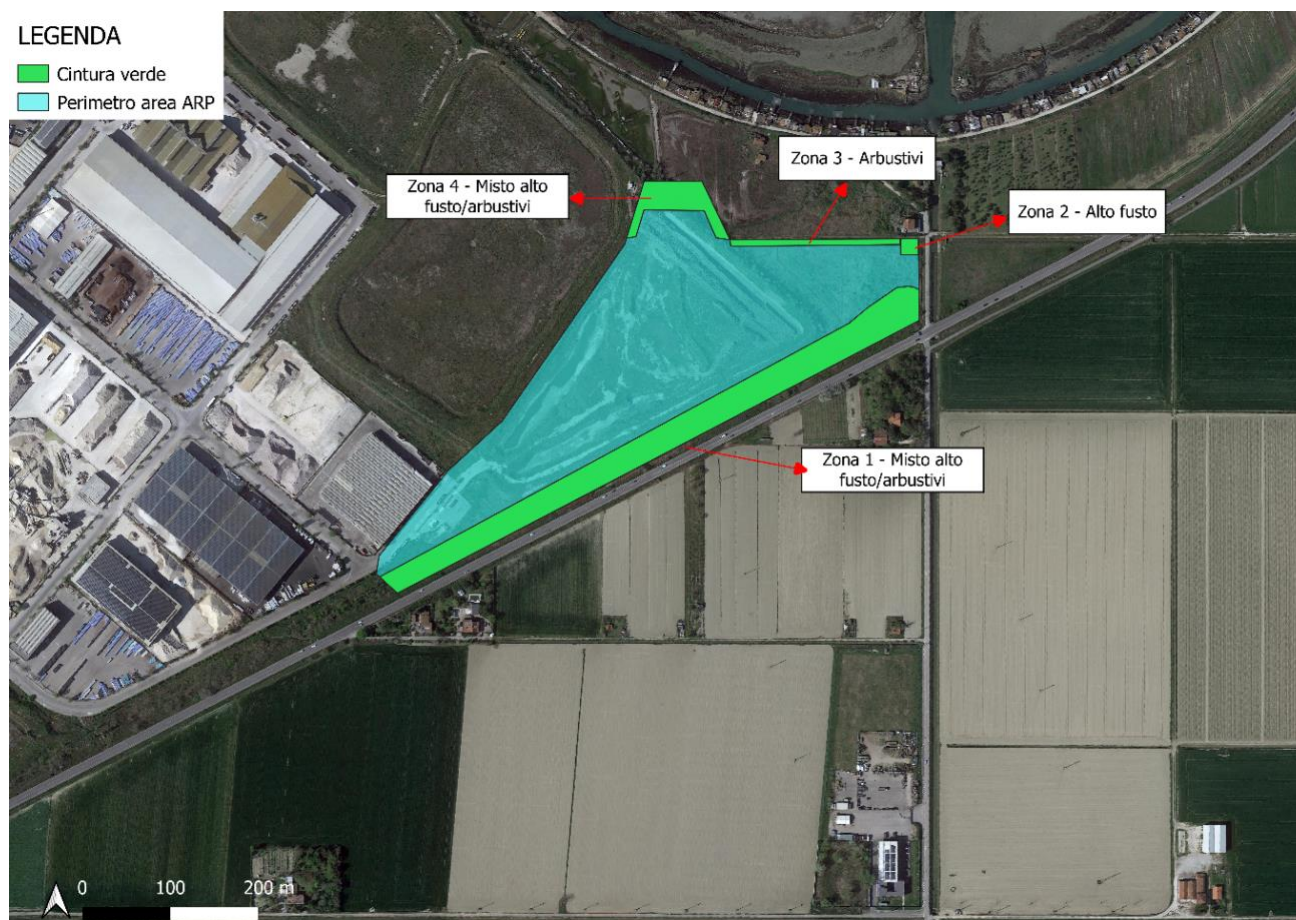 LEGENDA
Cintura verde
Perimetro area ARP
Zona 4 - Misto alto
fusto/arbustivi
Zona 3 - Arbustivi
Zona 2 - Alto fusto
Zona 1 - Misto alto
fusto/arbustivi
0 100 200 m